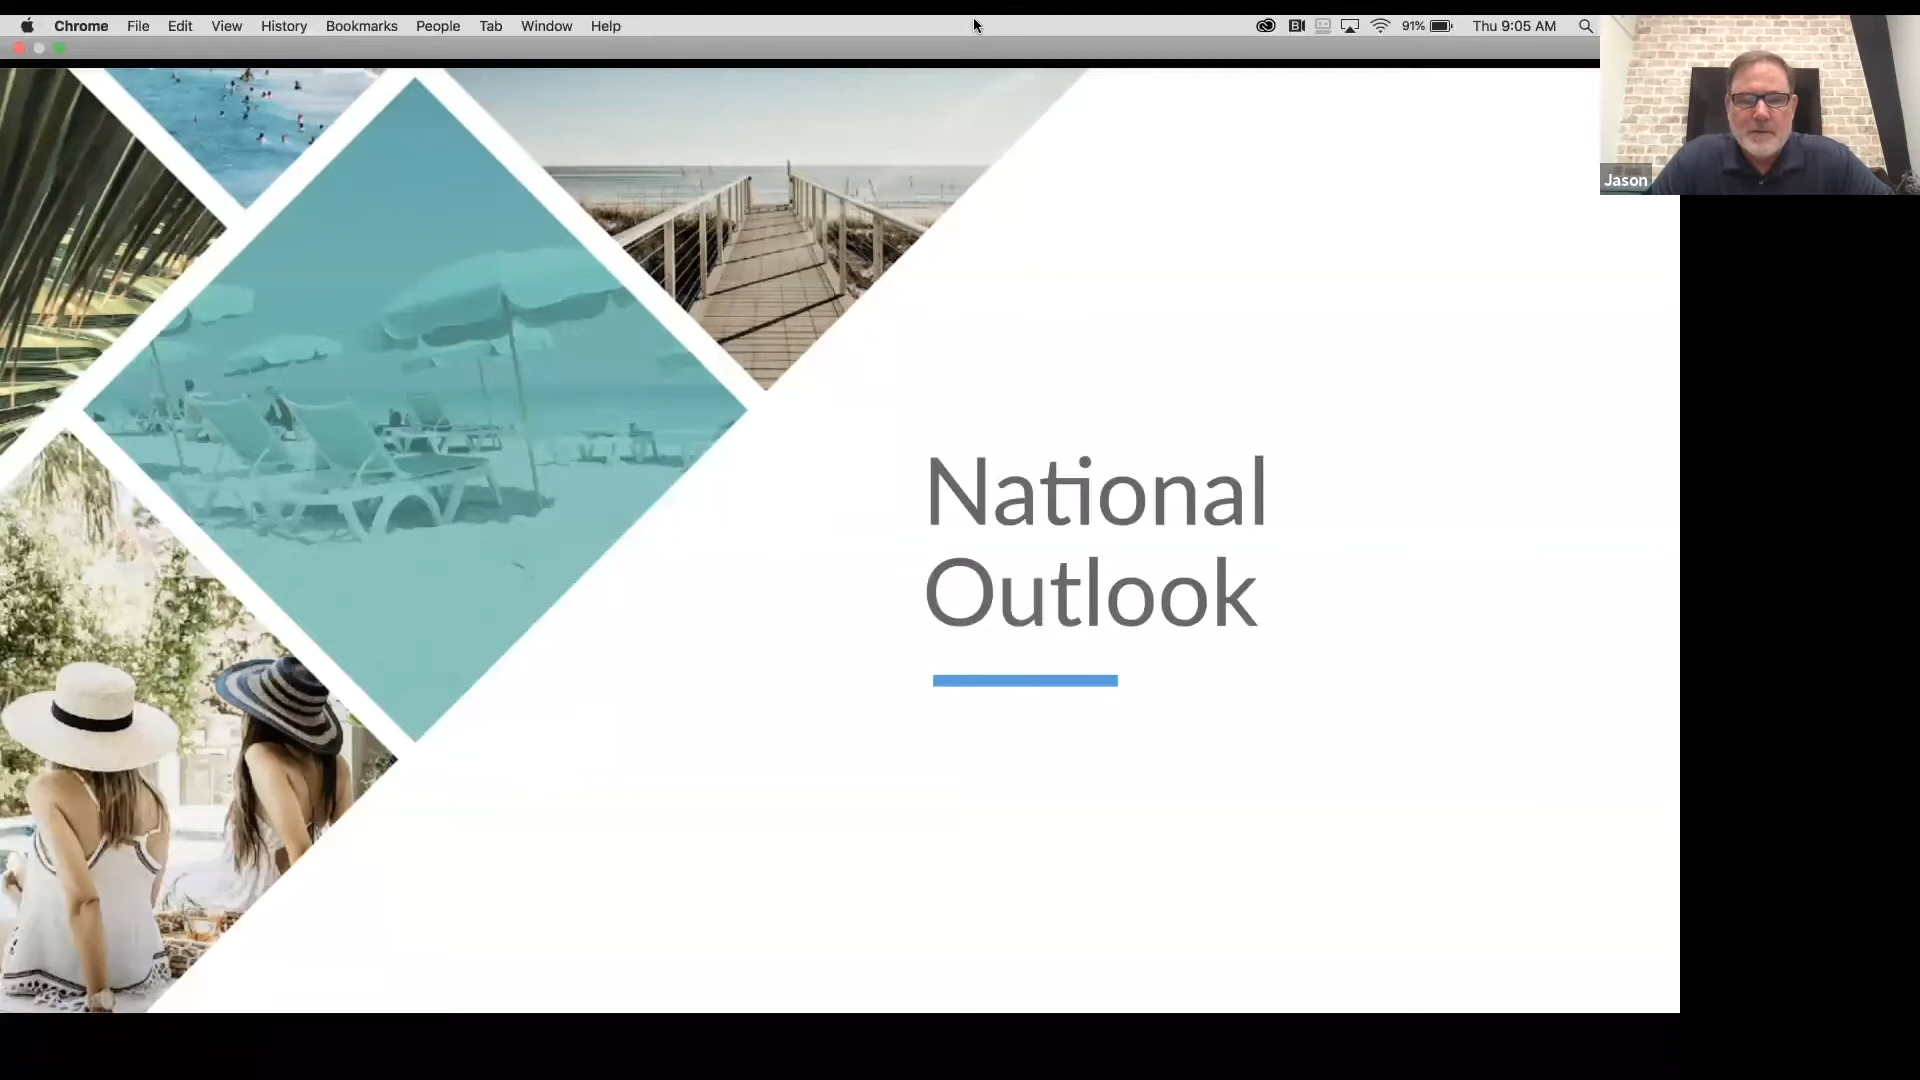 Chrome File Edit View History Bookmarks People Tab Window Help 91% Thu 9:05 AM
Jason
National
Outlook